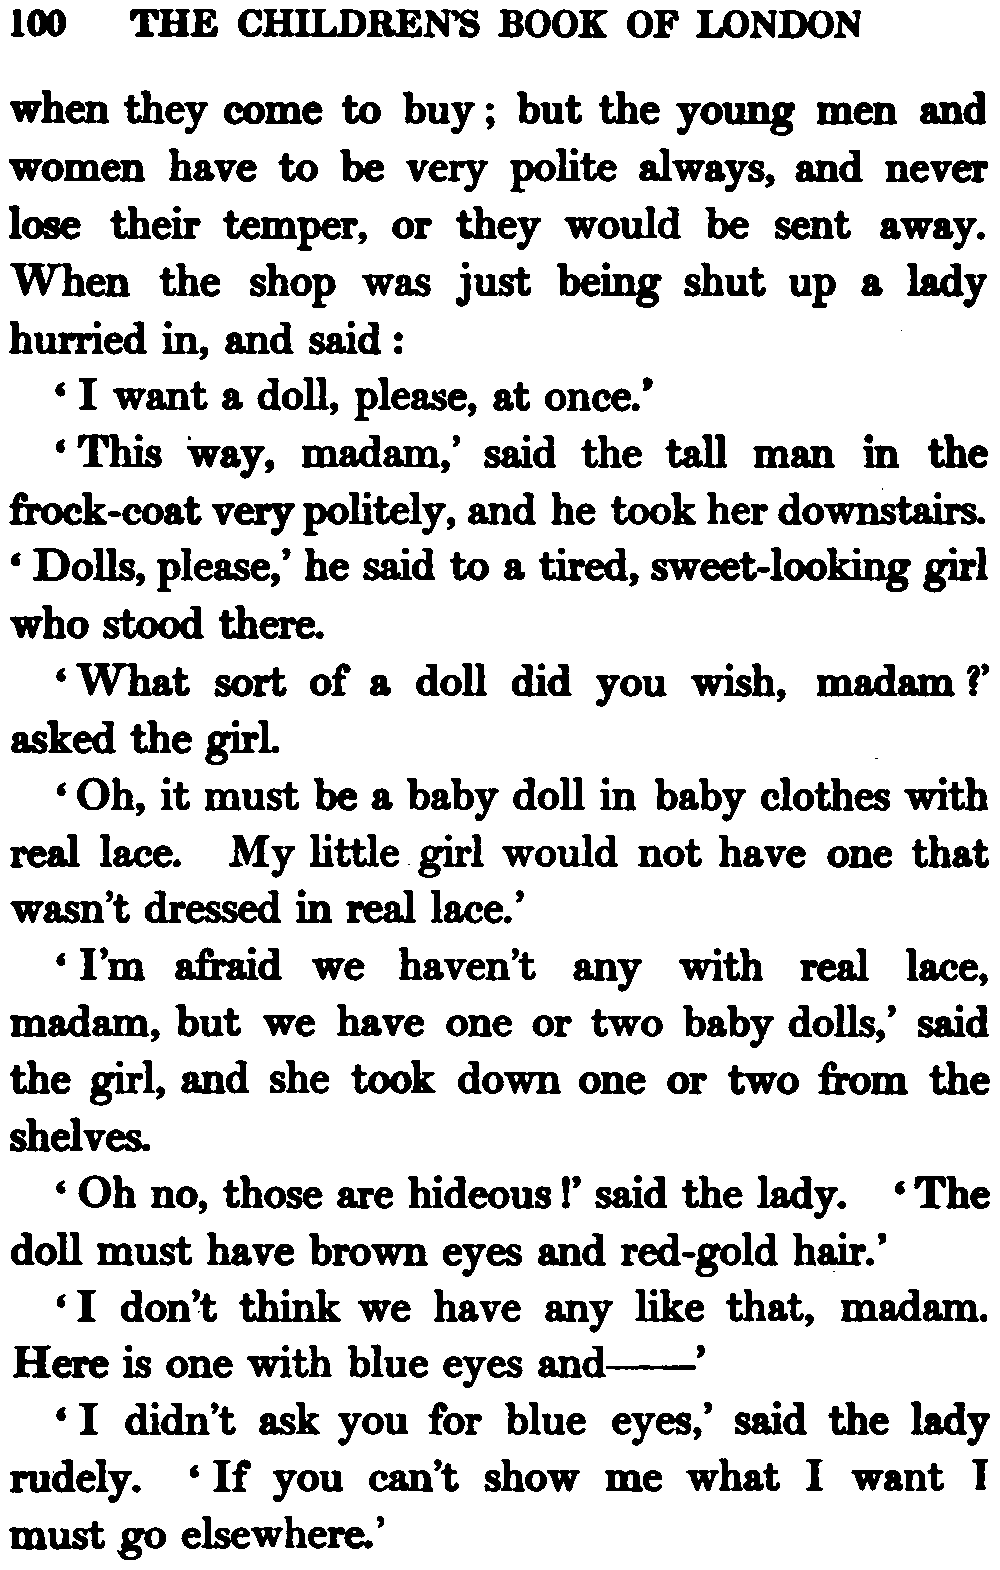 100 THE CHILDREN'S BOOK OF LONDON
when they come to buy; but the young men and
women have to be very polite always, and never
lose their temper, or they would be sent away.
When the shop was just being shut up a lady
hurried in, and said:
‘I want a doll, please, at once.’
‘This way, madam,’ said the tall man in the
frock-coat very politely, and he took her downstairs.
‘Dolls, please,’ he said to a tired, sweet-looking girl
who stood there.
‘What sort of a doll did you wish, madam?’
asked the girl.
‘Oh, it must be a baby doll in baby clothes with
real lace. My little girl would not have one that
wasn't dressed in real lace.’
‘I'm afraid we haven't any with real lace,
madam, but we have one or two baby dolls,’ said
the girl, and she took down one or two from the
shelves.
‘Oh no, those are hideous!’ said the lady. ‘The
doll must have brown eyes and red-gold hair.’
‘I don't think we have any like that, madam.
Here is one with blue eyes and——’
‘I didn't ask you for blue eyes,’ said the lady
rudely. ‘If you can't show me what I want I
must go elsewhere.’